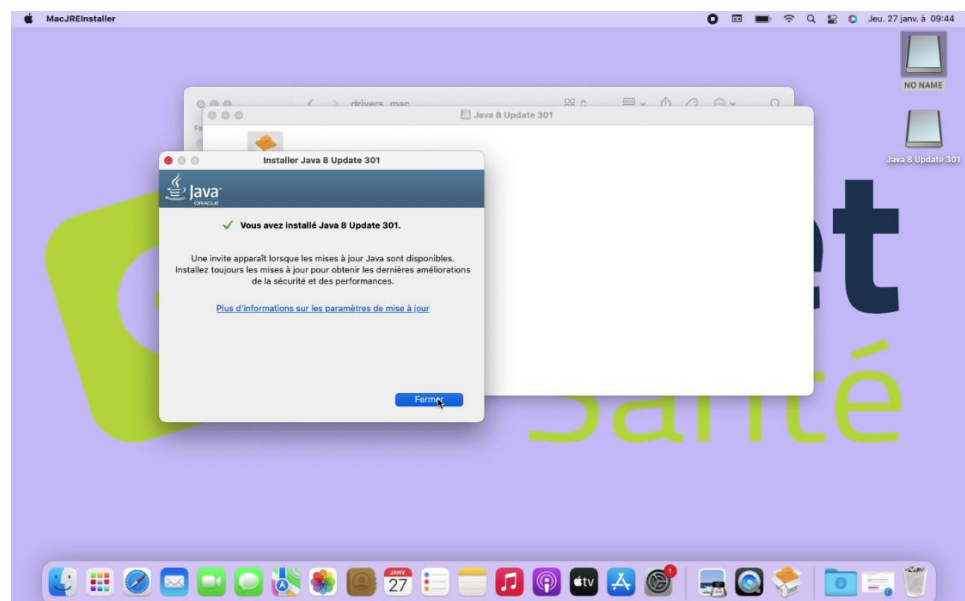 MacJREInstaller
Jeu. 27 janv. à 09:44
NO NAME
drivers_mac
Java 8 Update 301
Java 8 Update 301
Fa
Installer Java 8 Update 301
Java
ORACLE
Vous avez installé Java 8 Update 301.
Une invite apparaît lorsque les mises à jour Java sont disponibles.
Installez toujours les mises à jour pour obtenir les dernières améliorations
de la sécurité et des performances.
Plus d'informations sur les paramètres de mise à jour
Fermer
et
Santé
JANV.
27
tv
1